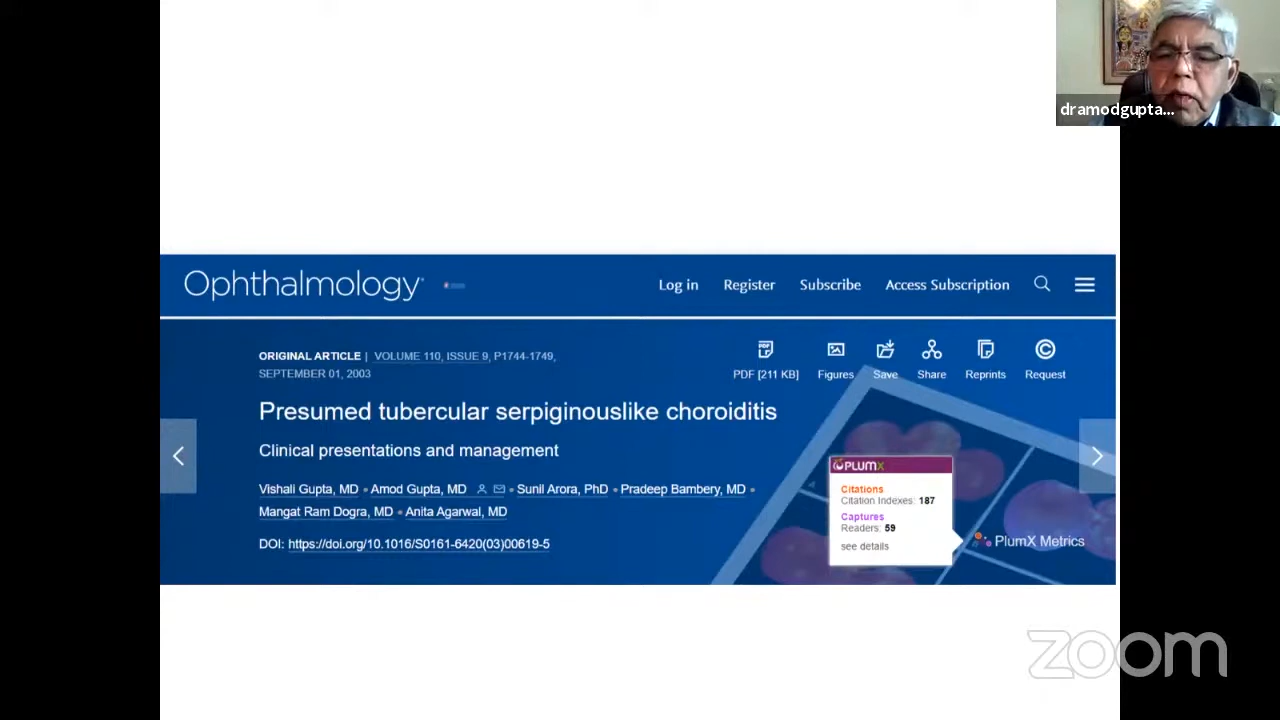 dramodgupta...
Ophthalmology
Log in Register Subscribe Access Subscription
ORIGINAL ARTICLE | VOLUME 110, ISSUE 9, P1744-1749,
SEPTEMBER 01, 2003
PDF [211 KB] Figures Save Share Reprints Request
Presumed tubercular serpiginouslike choroiditis
Clinical presentations and management
Vishali Gupta, MD • Amod Gupta, MD • Sunil Arora, PhD • Pradeep Bambery, MD •
Mangat Ram Dogra, MD • Anita Agarwal, MD
DOI: https://doi.org/10.1016/S0161-6420(03)00619-5
PLUMX
Citations
Citation Indexes: 187
Captures
Readers: 59
see details
PlumX Metrics
zoom